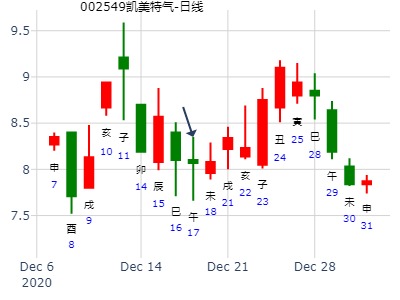 002549凯美特气-日线
9.5
9
8.5
8
7.5
申
7
酉
8
戌
9
亥
10
子
11
卯
14
辰
15
巳
16
午
17
未
18
戌
21
亥
22
子
23
丑
24
寅
25
巳
28
午
29
未
30
申
31
Dec 6
2020
Dec 14
Dec 21
Dec 28